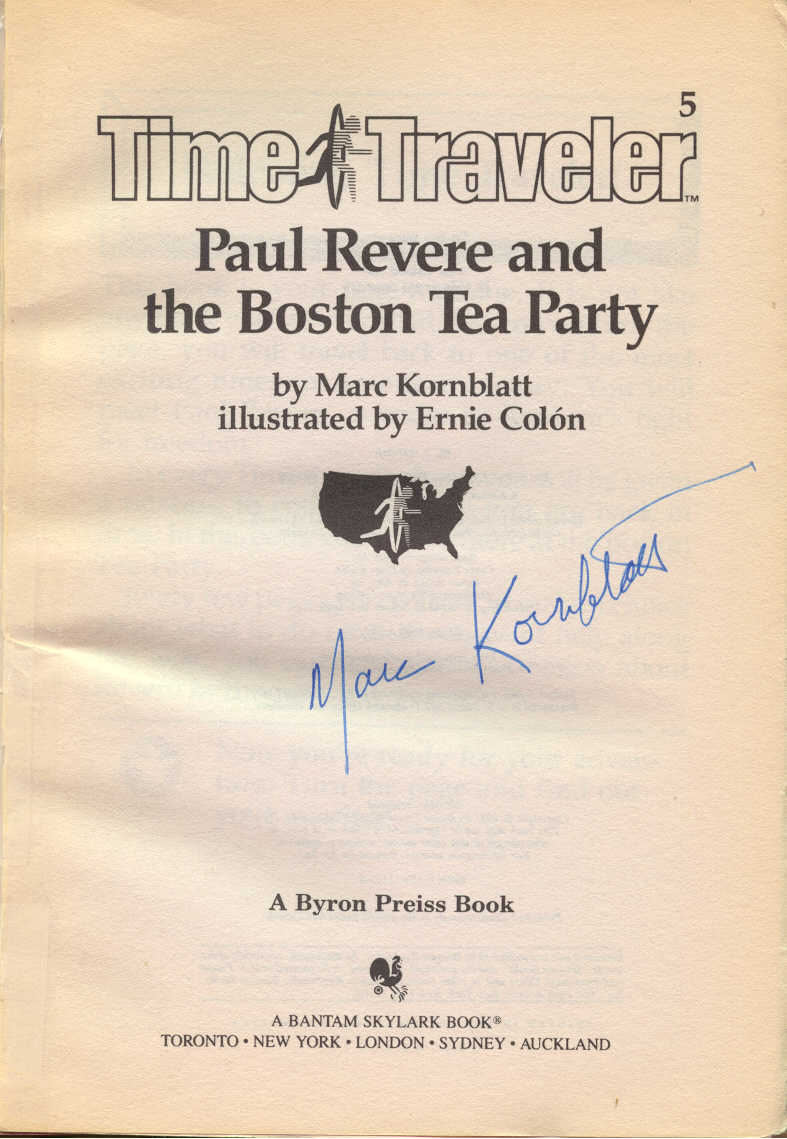 5
Time Traveler™
Paul Revere and
the Boston Tea Party
by Marc Kornblatt
illustrated by Ernie Colón
Marc Kornblatt
A Byron Preiss Book
A BANTAM SKYLARK BOOK®
TORONTO • NEW YORK • LONDON • SYDNEY • AUCKLAND